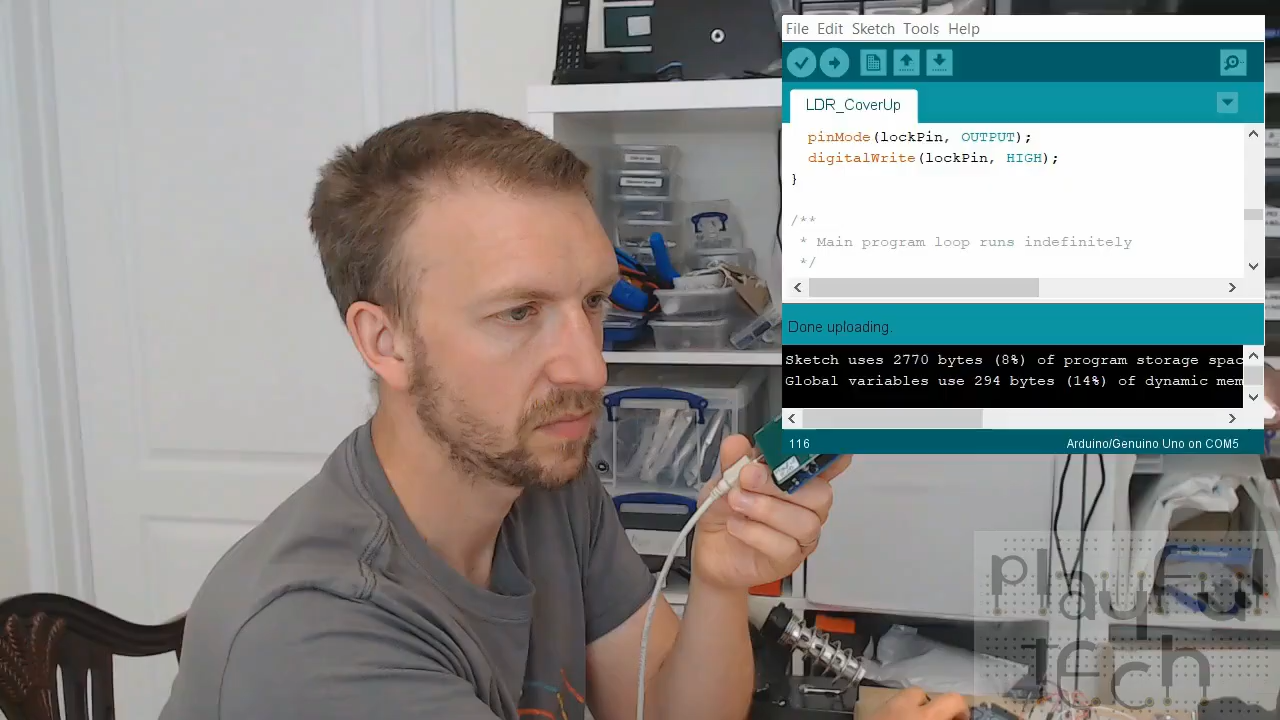 File Edit Sketch Tools Help
LDR_CoverUp
pinMode(lockPin, OUTPUT);
digitalWrite(lockPin, HIGH);
}
/**
* Main program loop runs indefinitely
*/
Done uploading.
Sketch uses 2770 bytes (8%) of program storage spac
Global variables use 294 bytes (14%) of dynamic mem
116 Arduino/Genuino Uno on COM5
playful
tech